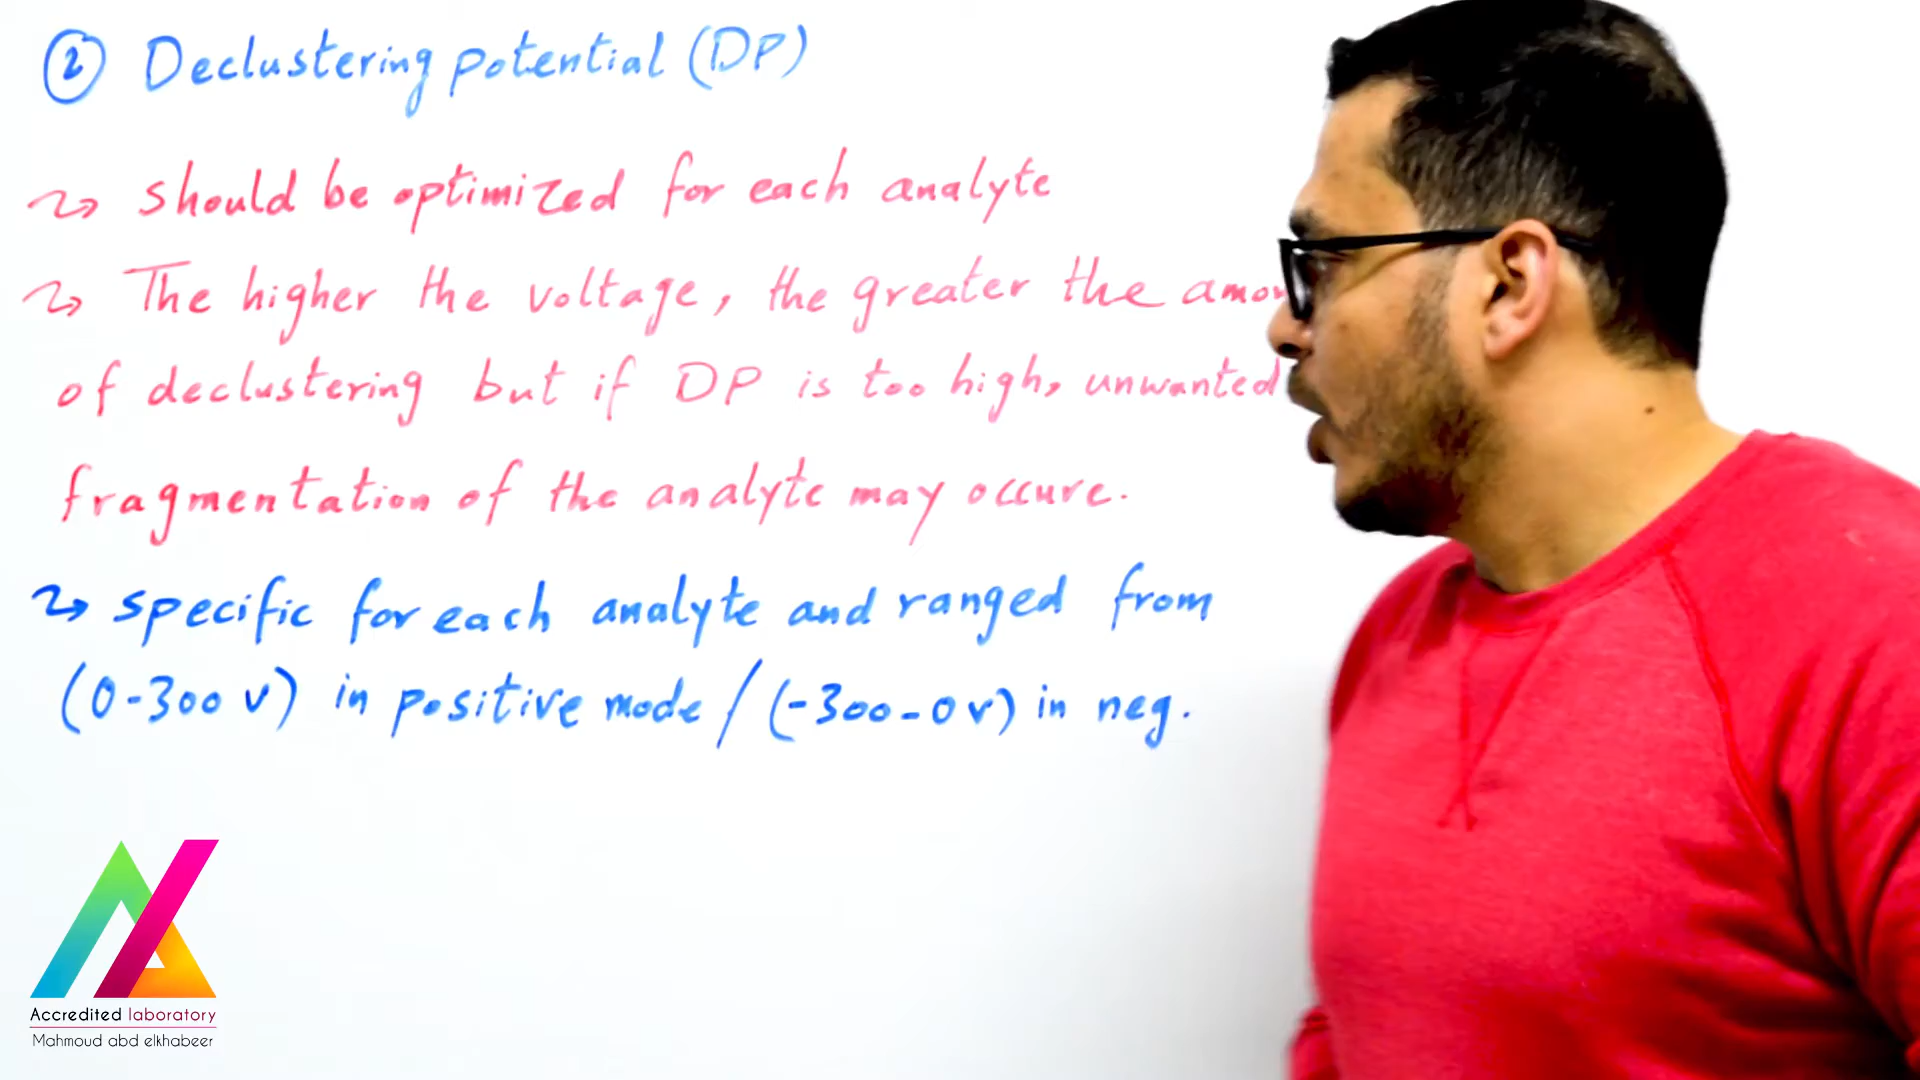 ② Declustering potential (DP)
↝ should be optimized for each analyte
↝ The higher the voltage, the greater the
of declustering but if DP is too high, unwanted
fragmentation of the analyte may occure.
↝ specific for each analyte and ranged from
(0-300 v) in positive mode / (-300-0v) in neg.
Accredited laboratory
Mahmoud abd elkhabeer